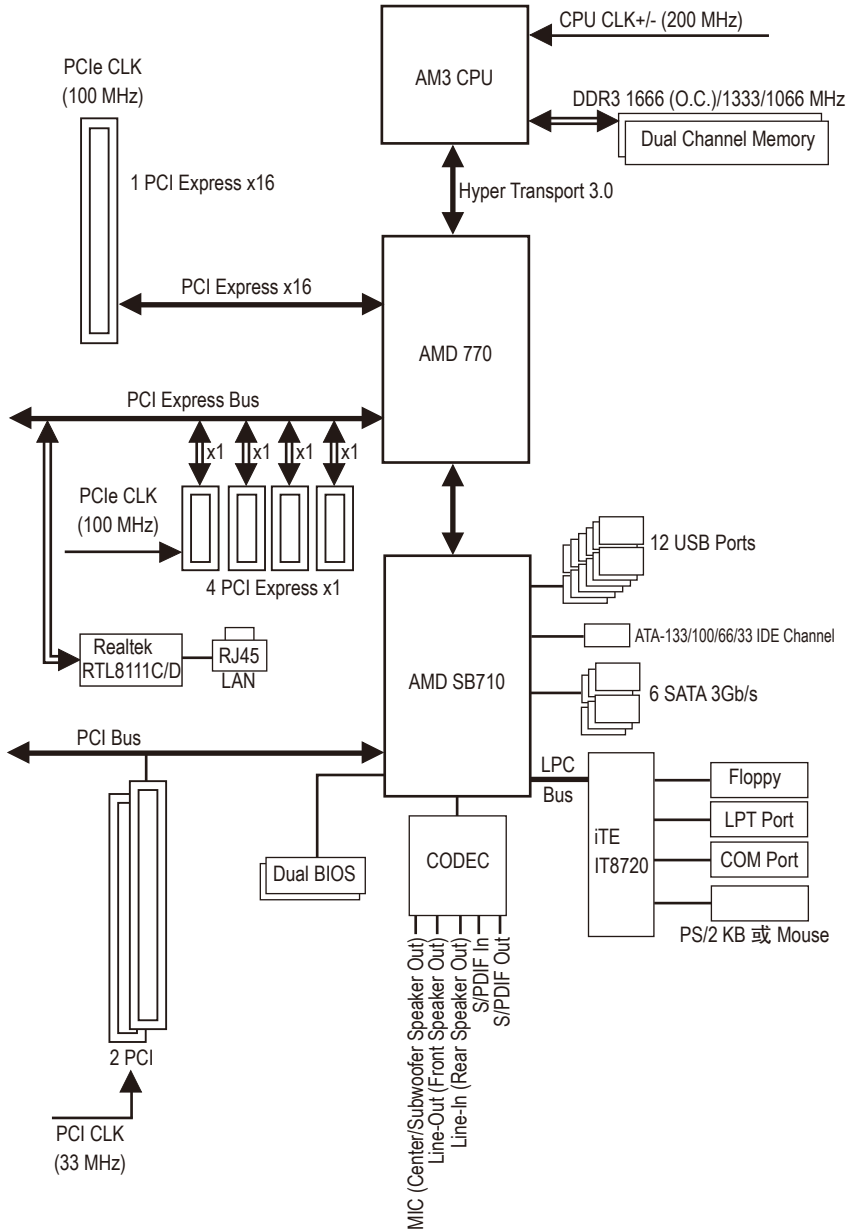 CPU CLK+/- (200 MHz)
AM3 CPU
DDR3 1666 (O.C.)/1333/1066 MHz
Dual Channel Memory
Hyper Transport 3.0
PCIe CLK
(100 MHz)
1 PCI Express x16
PCI Express x16
AMD 770
PCI Express Bus
x1
x1
x1
x1
PCIe CLK
(100 MHz)
4 PCI Express x1
Realtek
RTL8111C/D
RJ45
LAN
AMD SB710
12 USB Ports
ATA-133/100/66/33 IDE Channel
6 SATA 3Gb/s
PCI Bus
LPC
Bus
iTE
IT8720
Floppy
LPT Port
COM Port
PS/2 KB 或 Mouse
Dual BIOS
CODEC
MIC (Center/Subwoofer Speaker Out)
Line-Out (Front Speaker Out)
Line-In (Rear Speaker Out)
S/PDIF In
S/PDIF Out
2 PCI
PCI CLK
(33 MHz)